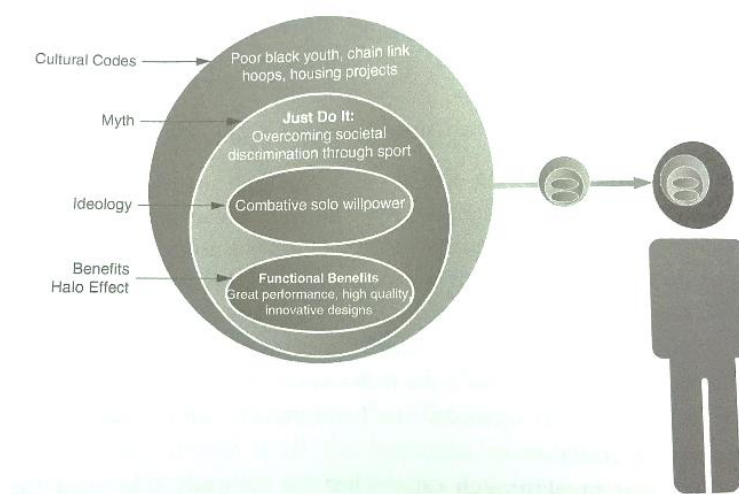 Cultural Codes
Poor black youth, chain link
hoops, housing projects
Myth
Just Do It:
Overcoming societal
discrimination through sport
Ideology
Combative solo willpower
Benefits
Halo Effect
Functional Benefits
Great performance, high quality,
innovative designs